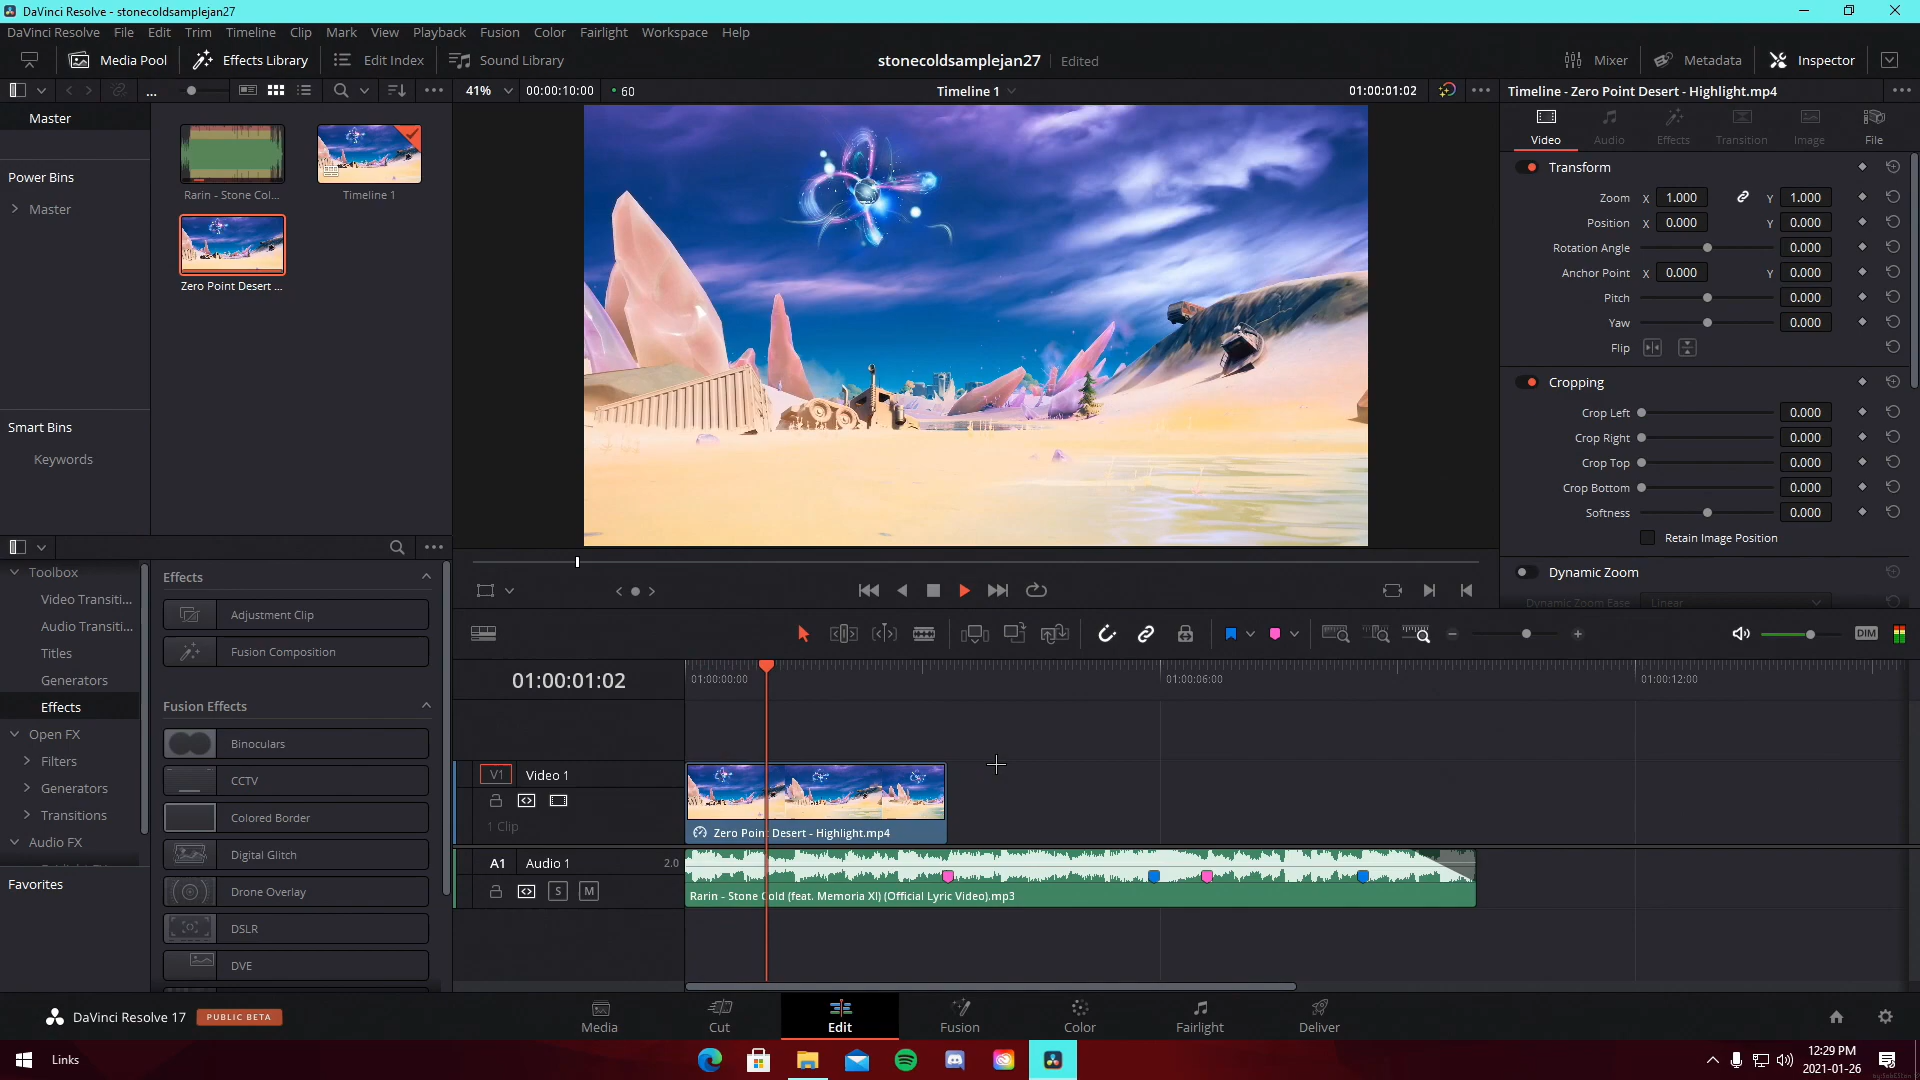 DaVinci Resolve - stonecoldsamplejan27
DaVinci Resolve File Edit Trim Timeline Clip Mark View Playback Fusion Color Fairlight Workspace Help
Media Pool Effects Library Edit Index Sound Library
stonecoldsamplejan27 Edited
Mixer Metadata Inspector
...
41% 00:00:10:00 60 Timeline 1 01:00:01:02
Timeline - Zero Point Desert - Highlight.mp4
Master
Power Bins
Master
Smart Bins
Keywords
Rarin - Stone Col...
Timeline 1
Zero Point Desert ...
Video Audio Effects Transition Image File
Transform
Zoom X 1.000 Y 1.000
Position X 0.000 Y 0.000
Rotation Angle 0.000
Anchor Point X 0.000 Y 0.000
Pitch 0.000
Yaw 0.000
Flip
Cropping
Crop Left 0.000
Crop Right 0.000
Crop Top 0.000
Crop Bottom 0.000
Softness 0.000
Retain Image Position
Dynamic Zoom
Dynamic Zoom Ease Linear
Toolbox
Video Transiti...
Audio Transiti...
Titles
Generators
Effects
Open FX
Filters
Generators
Transitions
Audio FX
Favorites
Effects
Adjustment Clip
Fusion Composition
Fusion Effects
Binoculars
CCTV
Colored Border
Digital Glitch
Drone Overlay
DSLR
DVE
DIM
01:00:01:02
01:00:00:00 01:00:06:00 01:00:12:00
V1 Video 1
1 Clip
Zero Point Desert - Highlight.mp4
A1 Audio 1 2.0
S M
Rarin - Stone Cold (feat. Memoria XI) (Official Lyric Video).mp3
DaVinci Resolve 17 PUBLIC BETA
Media Cut Edit Fusion Color Fairlight Deliver
Links
12:29 PM
2021-01-26